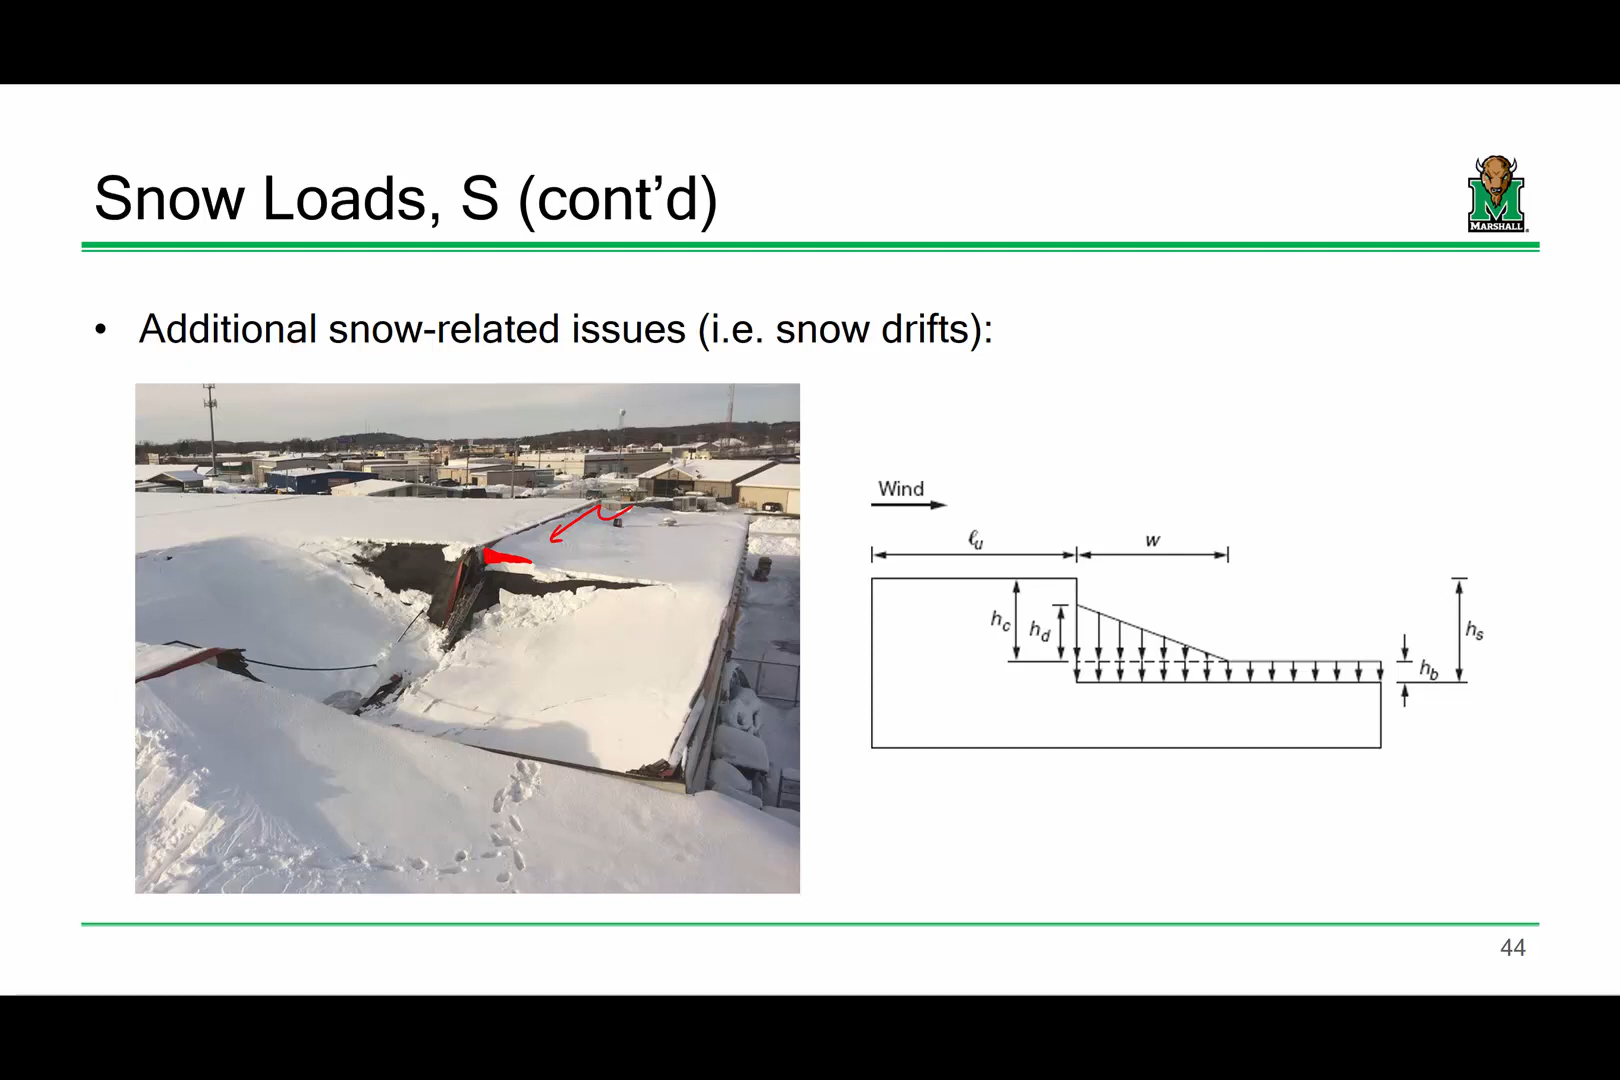 Snow Loads, S (cont’d)
MARSHALL
• Additional snow-related issues (i.e. snow drifts):
Wind
ℓu
w
hc
hd
hs
hb
44